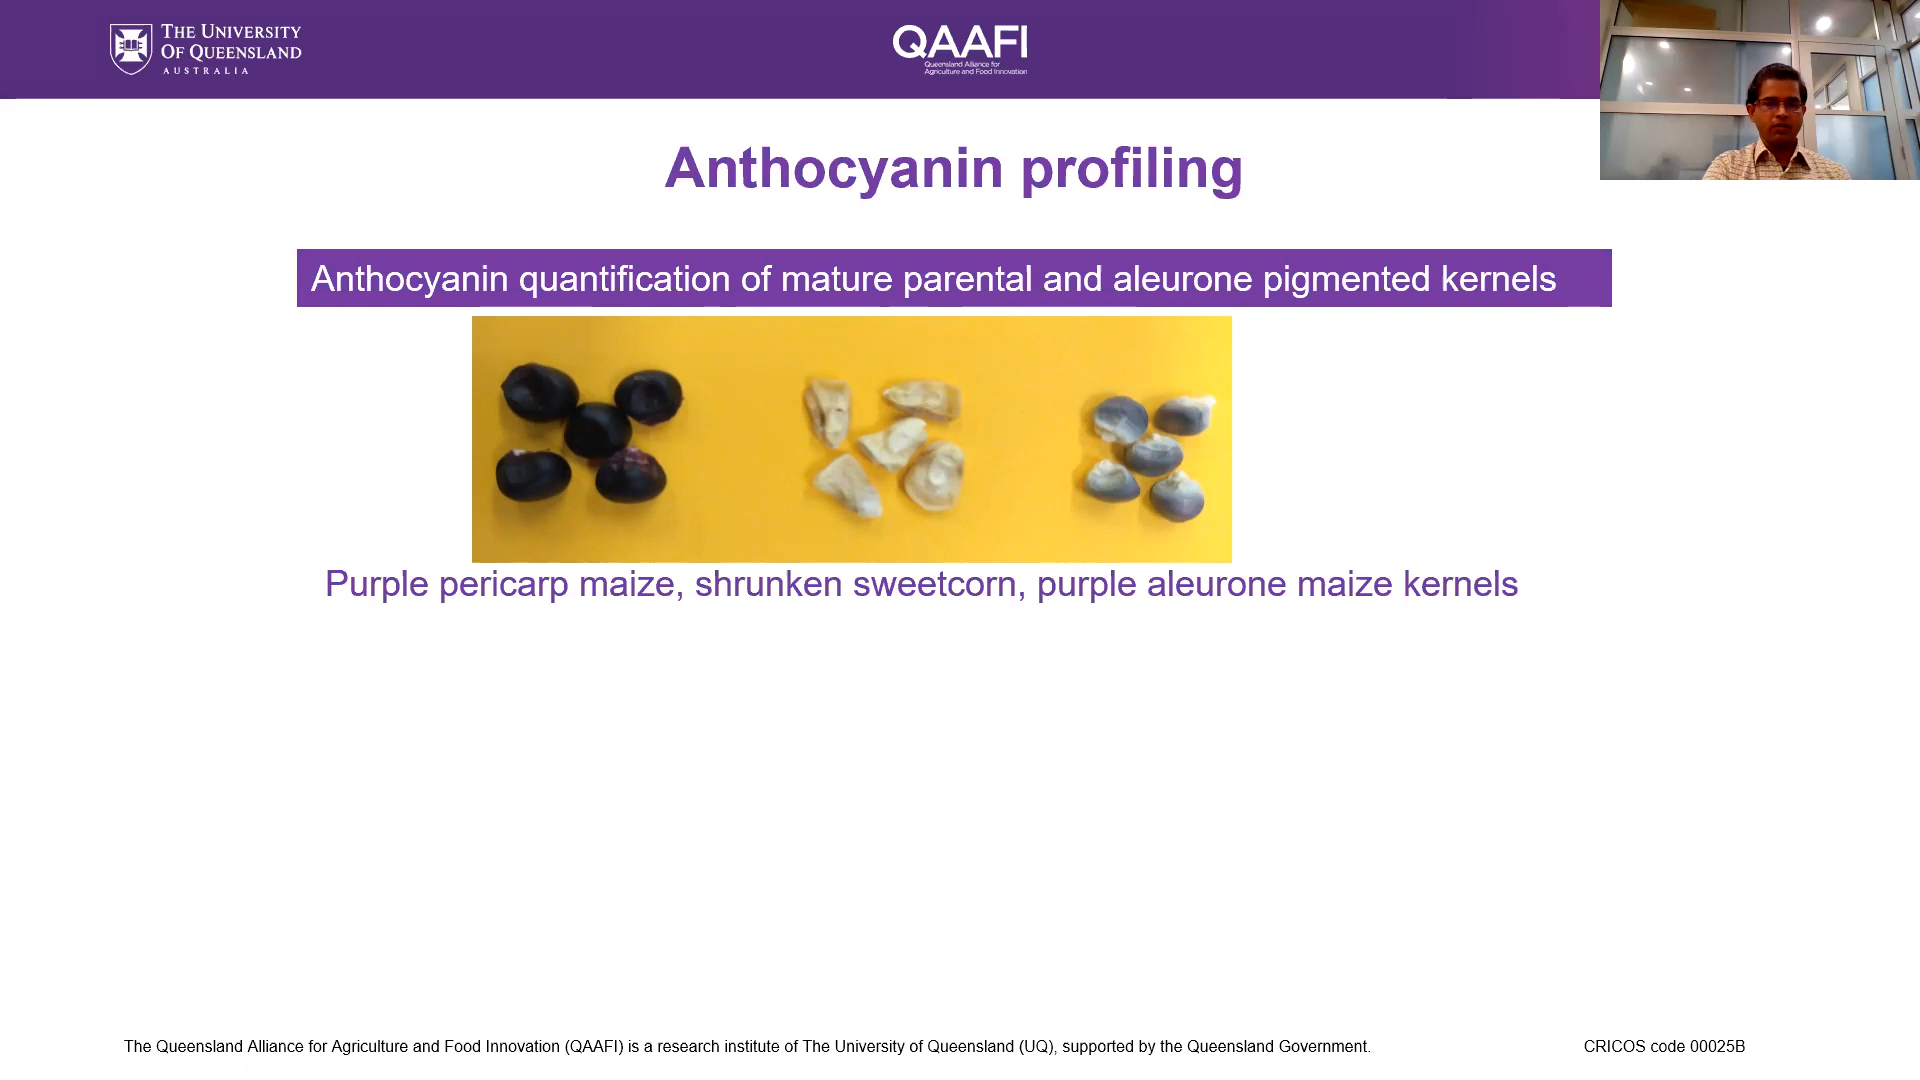 THE UNIVERSITY
OF QUEENSLAND
AUSTRALIA
QAAFI
Queensland Alliance for
Agriculture and Food Innovation
Anthocyanin profiling
Anthocyanin quantification of mature parental and aleurone pigmented kernels
Purple pericarp maize, shrunken sweetcorn, purple aleurone maize kernels
The Queensland Alliance for Agriculture and Food Innovation (QAAFI) is a research institute of The University of Queensland (UQ), supported by the Queensland Government.
CRICOS code 00025B